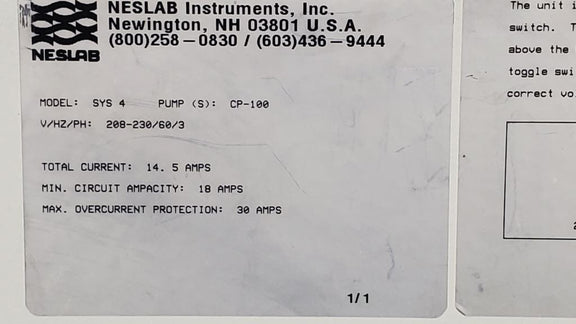 NESLAB Instruments, Inc.
Newington, NH 03801 U.S.A.
(800)258-0830 / (603)436-9444
NESLAB
MODEL: SYS 4 PUMP (S): CP-100
V/HZ/PH: 208-230/60/3
TOTAL CURRENT: 14. 5 AMPS
MIN. CIRCUIT AMPACITY: 18 AMPS
MAX. OVERCURRENT PROTECTION: 30 AMPS
1/1
The unit
switch.
above the
toggle
correct